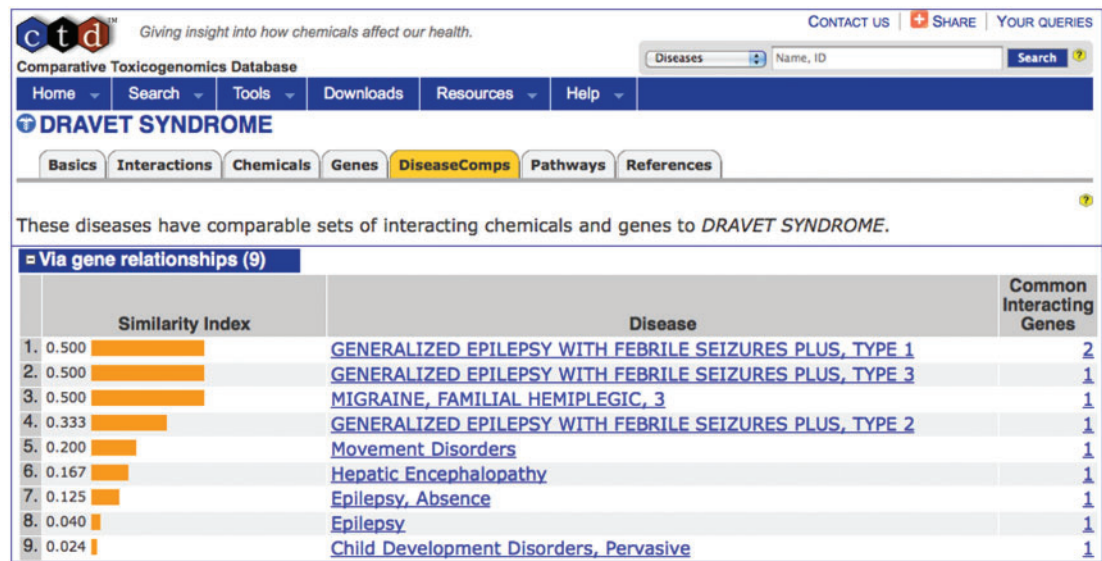 CONTACT US | SHARE | YOUR QUERIES
ctd™ Giving insight into how chemicals affect our health.
Comparative Toxicogenomics Database
Diseases Name, ID Search ?
Home Search Tools Downloads Resources Help
T DRAVET SYNDROME
Basics Interactions Chemicals Genes DiseaseComps Pathways References
?
These diseases have comparable sets of interacting chemicals and genes to DRAVET SYNDROME.
Via gene relationships (9)
Similarity Index Disease Common Interacting Genes
1. 0.500 GENERALIZED EPILEPSY WITH FEBRILE SEIZURES PLUS, TYPE 1 2
2. 0.500 GENERALIZED EPILEPSY WITH FEBRILE SEIZURES PLUS, TYPE 3 1
3. 0.500 MIGRAINE, FAMILIAL HEMIPLEGIC, 3 1
4. 0.333 GENERALIZED EPILEPSY WITH FEBRILE SEIZURES PLUS, TYPE 2 1
5. 0.200 Movement Disorders 1
6. 0.167 Hepatic Encephalopathy 1
7. 0.125 Epilepsy, Absence 1
8. 0.040 Epilepsy 1
9. 0.024 Child Development Disorders, Pervasive 1